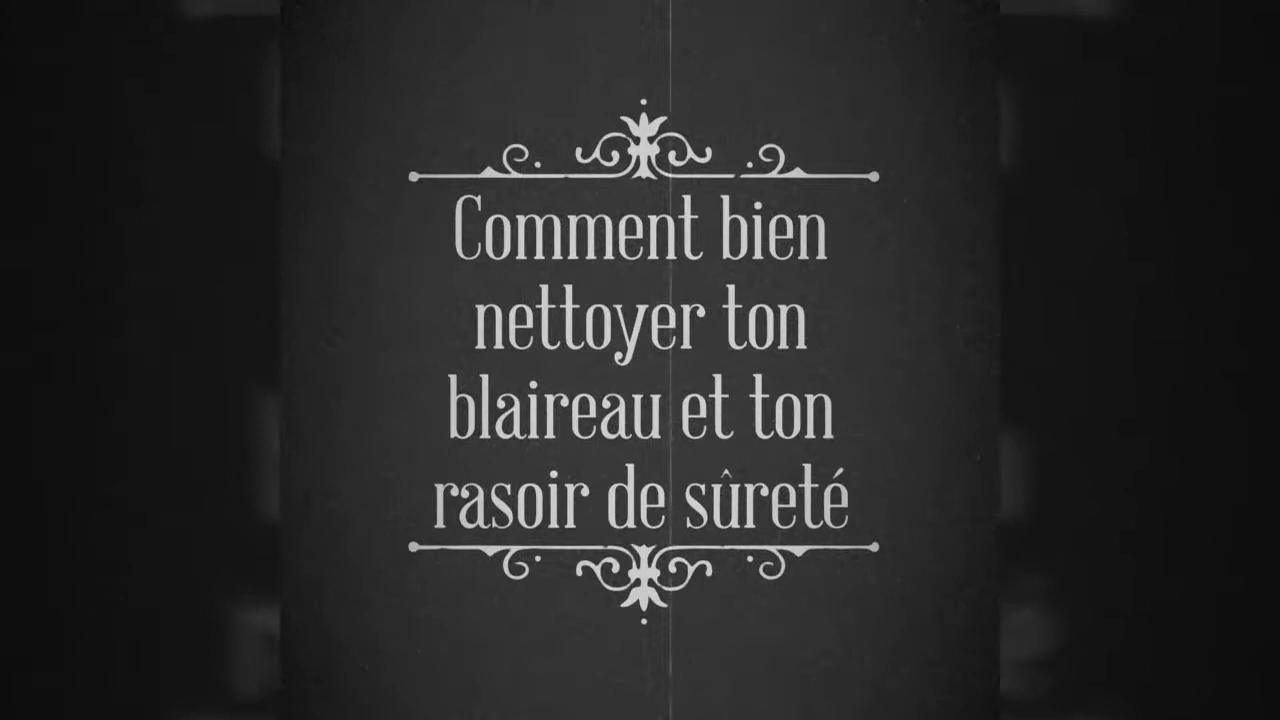 Comment bien
nettoyer ton
blaireau et ton
rasoir de sûreté